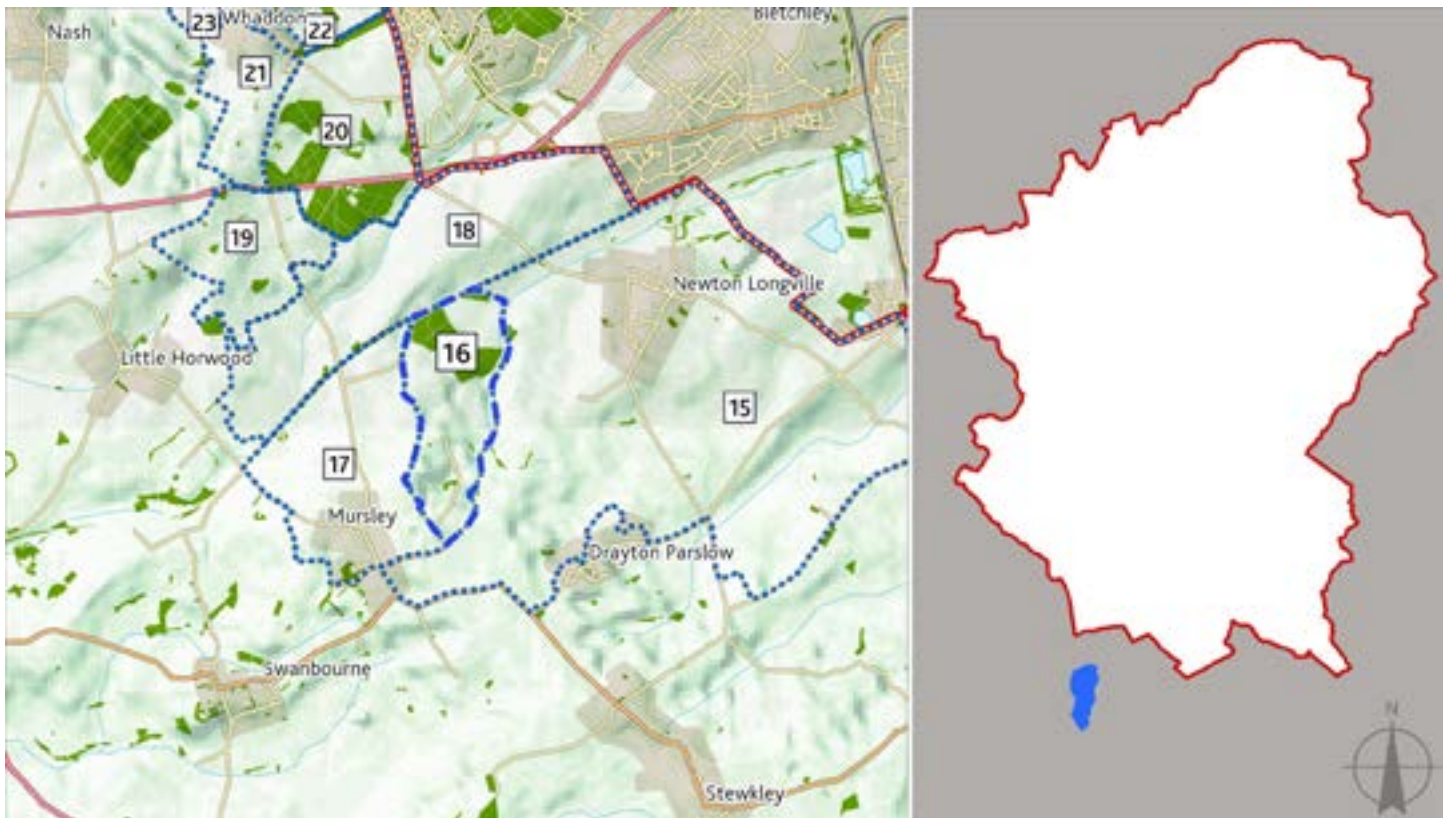 Nash
23
Whaddon
22
Bletchley
21
20
19
18
Newton Longville
16
Little Horwood
15
17
Mursley
Drayton Parslow
Swanbourne
Stewkley
N